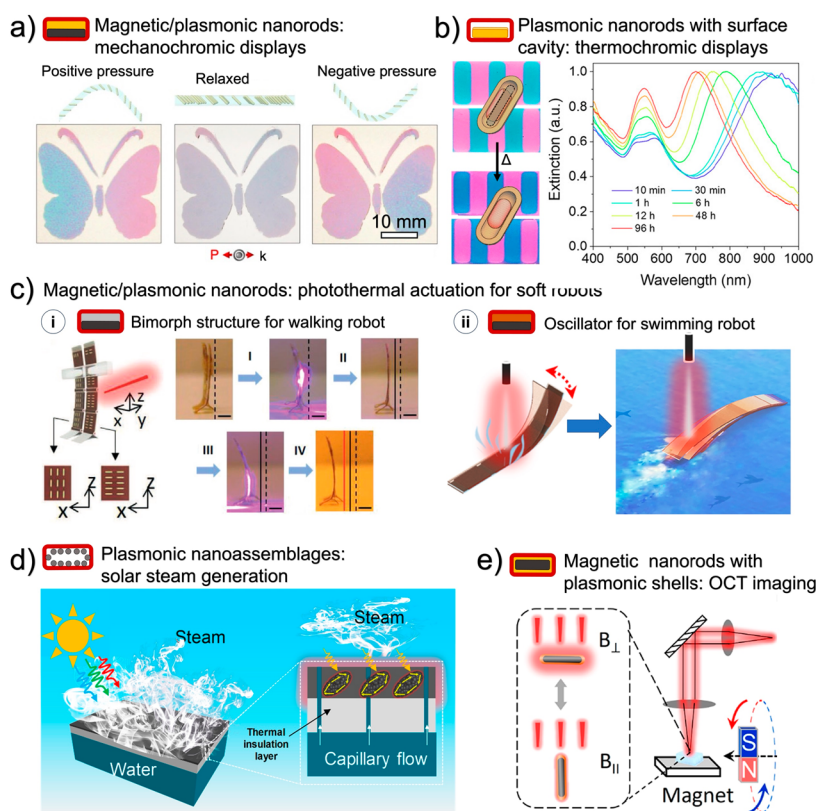 a) Magnetic/plasmonic nanorods:
mechanochromic displays
Positive pressure
Relaxed
Negative pressure
10 mm
P
k
b) Plasmonic nanorods with surface
cavity: thermochromic displays
Δ
Extinction (a.u.)
1.0
0.8
0.6
0.4
0.2
0.0
10 min
30 min
1 h
6 h
12 h
48 h
96 h
400 500 600 700 800 900 1000
Wavelength (nm)
c) Magnetic/plasmonic nanorods: photothermal actuation for soft robots
i Bimorph structure for walking robot
z
x
y
z
x
z
x
I
II
III
IV
ii Oscillator for swimming robot
d) Plasmonic nanoassemblages:
solar steam generation
Steam
Water
Steam
Thermal
insulation
layer
Capillary flow
e) Magnetic nanorods with
plasmonic shells: OCT imaging
B⊥
B||
S
N
Magnet